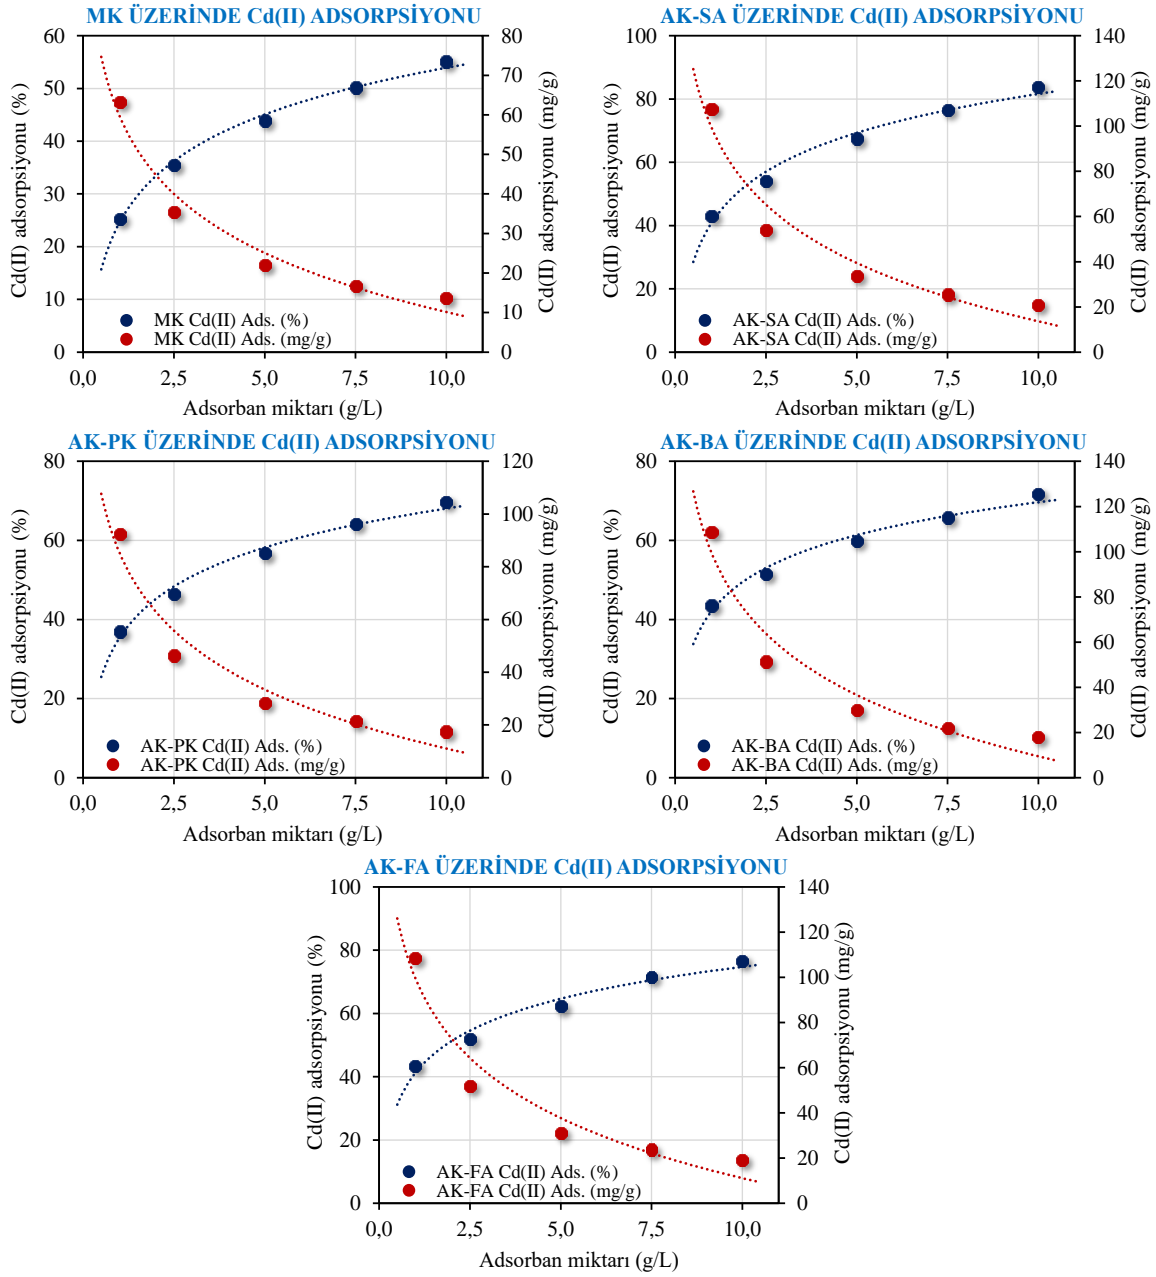 MK ÜZERİNDE Cd(II) ADSORPSİYONU
Cd(II) adsorpsiyonu (%)
60
50
40
30
20
10
0
80
70
60
50
40
30
20
10
0
Cd(II) adsorpsiyonu (mg/g)
MK Cd(II) Ads. (%)
MK Cd(II) Ads. (mg/g)
0,0 2,5 5,0 7,5 10,0
Adsorban miktarı (g/L)
AK-SA ÜZERİNDE Cd(II) ADSORPSİYONU
Cd(II) adsorpsiyonu (%)
100
80
60
40
20
0
140
120
100
80
60
40
20
0
Cd(II) adsorpsiyonu (mg/g)
AK-SA Cd(II) Ads. (%)
AK-SA Cd(II) Ads. (mg/g)
0,0 2,5 5,0 7,5 10,0
Adsorban miktarı (g/L)
AK-PK ÜZERİNDE Cd(II) ADSORPSİYONU
Cd(II) adsorpsiyonu (%)
80
60
40
20
0
120
100
80
60
40
20
0
Cd(II) adsorpsiyonu (mg/g)
AK-PK Cd(II) Ads. (%)
AK-PK Cd(II) Ads. (mg/g)
0,0 2,5 5,0 7,5 10,0
Adsorban miktarı (g/L)
AK-BA ÜZERİNDE Cd(II) ADSORPSİYONU
Cd(II) adsorpsiyonu (%)
80
60
40
20
0
140
120
100
80
60
40
20
0
Cd(II) adsorpsiyonu (mg/g)
AK-BA Cd(II) Ads. (%)
AK-BA Cd(II) Ads. (mg/g)
0,0 2,5 5,0 7,5 10,0
Adsorban miktarı (g/L)
AK-FA ÜZERİNDE Cd(II) ADSORPSİYONU
Cd(II) adsorpsiyonu (%)
100
80
60
40
20
0
140
120
100
80
60
40
20
0
Cd(II) adsorpsiyonu (mg/g)
AK-FA Cd(II) Ads. (%)
AK-FA Cd(II) Ads. (mg/g)
0,0 2,5 5,0 7,5 10,0
Adsorban miktarı (g/L)